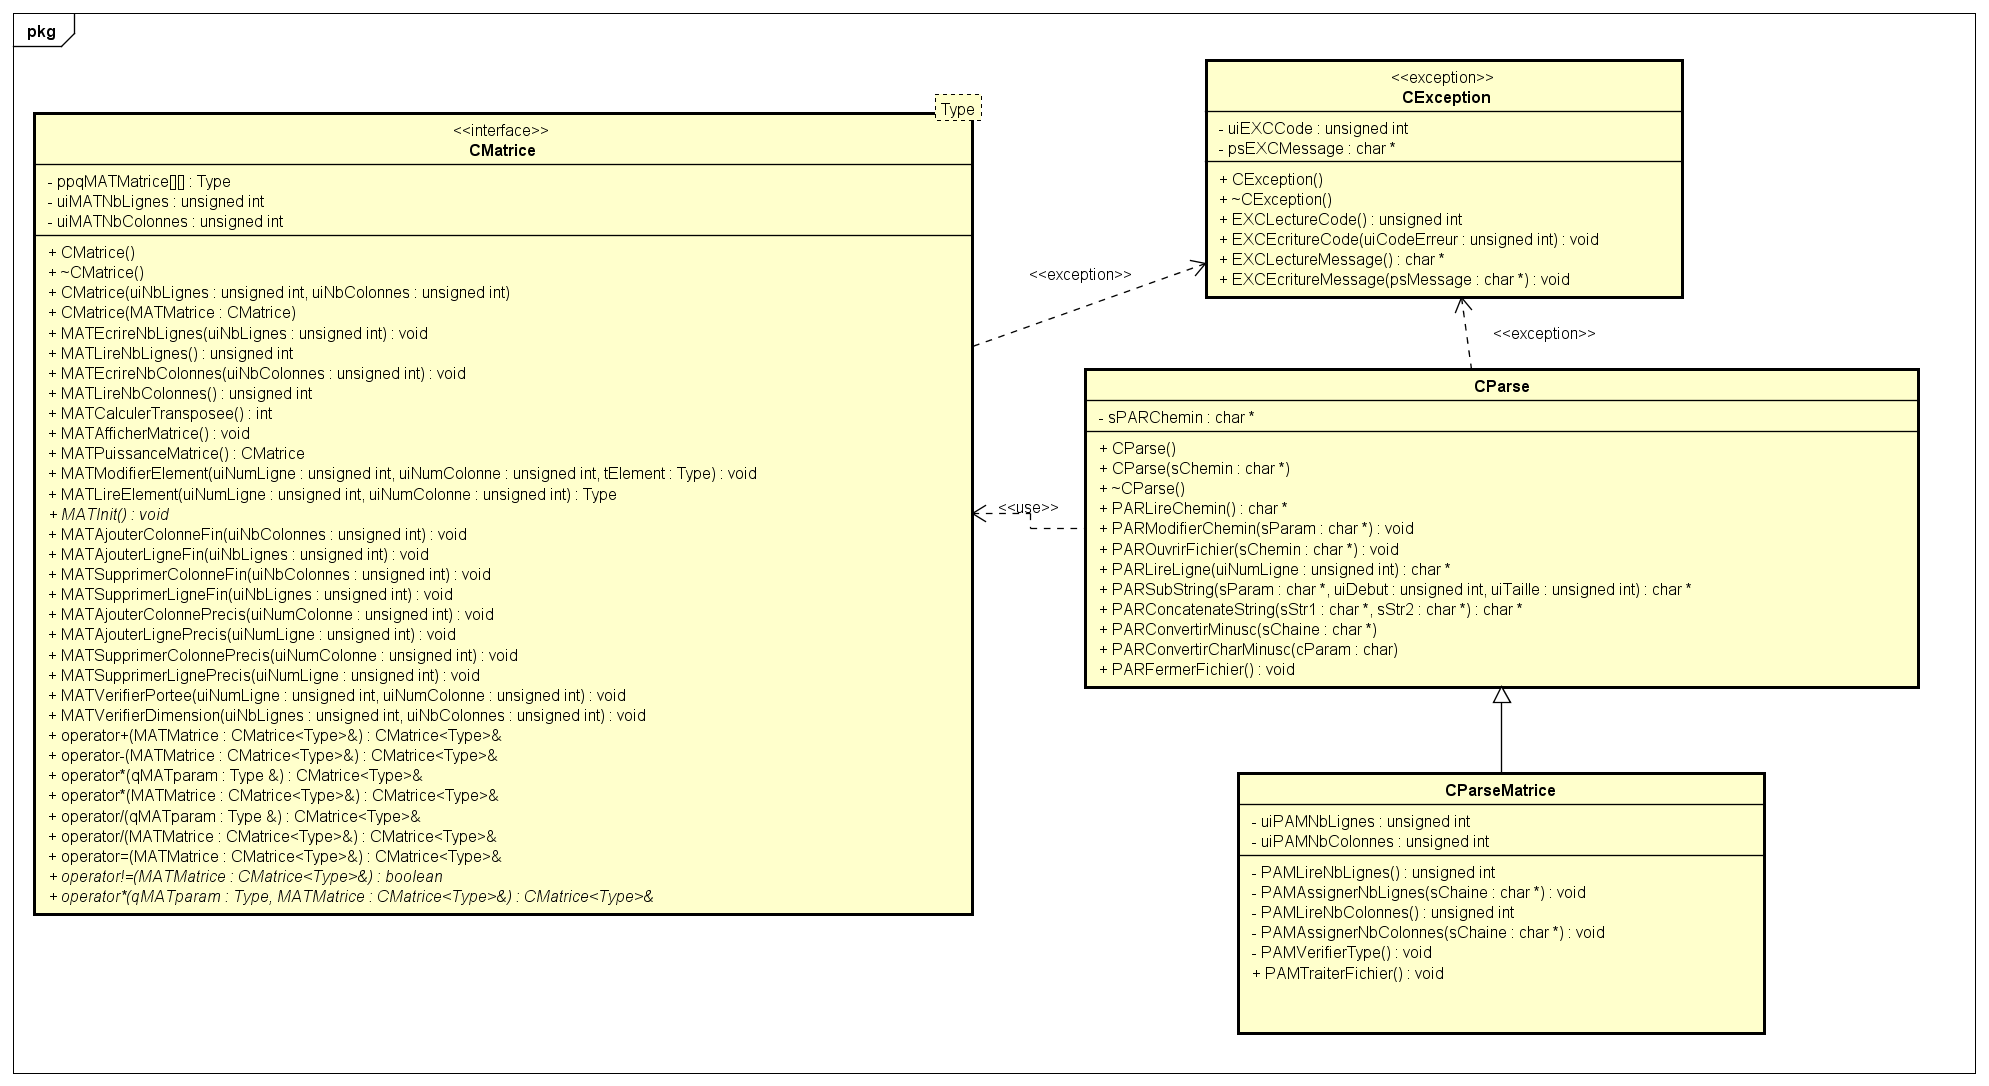 pkg
Type
<<interface>>
CMatrice
- ppqMATMatrice[][] : Type
- uiMATNbLignes : unsigned int
- uiMATNbColonnes : unsigned int
+ CMatrice()
+ ~CMatrice()
+ CMatrice(uiNbLignes : unsigned int, uiNbColonnes : unsigned int)
+ CMatrice(MATMatrice : CMatrice)
+ MATEcrireNbLignes(uiNbLignes : unsigned int) : void
+ MATLireNbLignes() : unsigned int
+ MATEcrireNbColonnes(uiNbColonnes : unsigned int) : void
+ MATLireNbColonnes() : unsigned int
+ MATCalculerTransposee() : int
+ MATAfficherMatrice() : void
+ MATPuissanceMatrice() : CMatrice
+ MATModifierElement(uiNumLigne : unsigned int, uiNumColonne : unsigned int, tElement : Type) : void
+ MATLireElement(uiNumLigne : unsigned int, uiNumColonne : unsigned int) : Type
+ MATInit() : void
+ MATAjouterColonneFin(uiNbColonnes : unsigned int) : void
+ MATAjouterLigneFin(uiNbLignes : unsigned int) : void
+ MATSupprimerColonneFin(uiNbColonnes : unsigned int) : void
+ MATSupprimerLigneFin(uiNbLignes : unsigned int) : void
+ MATAjouterColonnePrecis(uiNumColonne : unsigned int) : void
+ MATAjouterLignePrecis(uiNumLigne : unsigned int) : void
+ MATSupprimerColonnePrecis(uiNumColonne : unsigned int) : void
+ MATSupprimerLignePrecis(uiNumLigne : unsigned int) : void
+ MATVerifierPortee(uiNumLigne : unsigned int, uiNumColonne : unsigned int) : void
+ MATVerifierDimension(uiNbLignes : unsigned int, uiNbColonnes : unsigned int) : void
+ operator+(MATMatrice : CMatrice<Type>&) : CMatrice<Type>&
+ operator-(MATMatrice : CMatrice<Type>&) : CMatrice<Type>&
+ operator*(qMATparam : Type &) : CMatrice<Type>&
+ operator*(MATMatrice : CMatrice<Type>&) : CMatrice<Type>&
+ operator/(qMATparam : Type &) : CMatrice<Type>&
+ operator/(MATMatrice : CMatrice<Type>&) : CMatrice<Type>&
+ operator=(MATMatrice : CMatrice<Type>&) : CMatrice<Type>&
+ operator!=(MATMatrice : CMatrice<Type>&) : boolean
+ operator*(qMATparam : Type, MATMatrice : CMatrice<Type>&) : CMatrice<Type>&
<<exception>>
<<use>>
<<exception>>
CException
- uiEXCCode : unsigned int
- psEXCMessage : char *
+ CException()
+ ~CException()
+ EXCLectureCode() : unsigned int
+ EXCEcritureCode(uiCodeErreur : unsigned int) : void
+ EXCLectureMessage() : char *
+ EXCEcritureMessage(psMessage : char *) : void
<<exception>>
CParse
- sPARChemin : char *
+ CParse()
+ CParse(sChemin : char *)
+ ~CParse()
+ PARLireChemin() : char *
+ PARModifierChemin(sParam : char *) : void
+ PAROuvrirFichier(sChemin : char *) : void
+ PARLireLigne(uiNumLigne : unsigned int) : char *
+ PARSubString(sParam : char *, uiDebut : unsigned int, uiTaille : unsigned int) : char *
+ PARConcatenateString(sStr1 : char *, sStr2 : char *) : char *
+ PARConvertirMinusc(sChaine : char *)
+ PARConvertirCharMinusc(cParam : char)
+ PARFermerFichier() : void
CParseMatrice
- uiPAMNbLignes : unsigned int
- uiPAMNbColonnes : unsigned int
- PAMLireNbLignes() : unsigned int
- PAMAssignerNbLignes(sChaine : char *) : void
- PAMLireNbColonnes() : unsigned int
- PAMAssignerNbColonnes(sChaine : char *) : void
- PAMVerifierType() : void
+ PAMTraiterFichier() : void